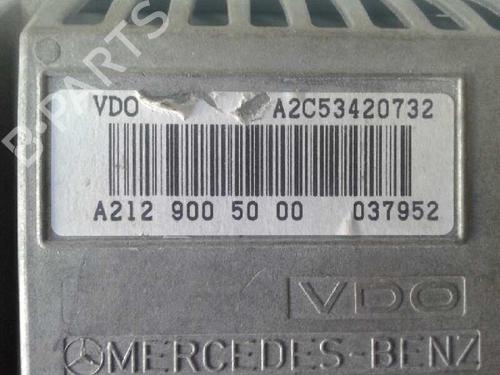 B-PARTS
VDO A2C53420732
A212 900 50 00 037952
VDO
MERCEDES-BENZ